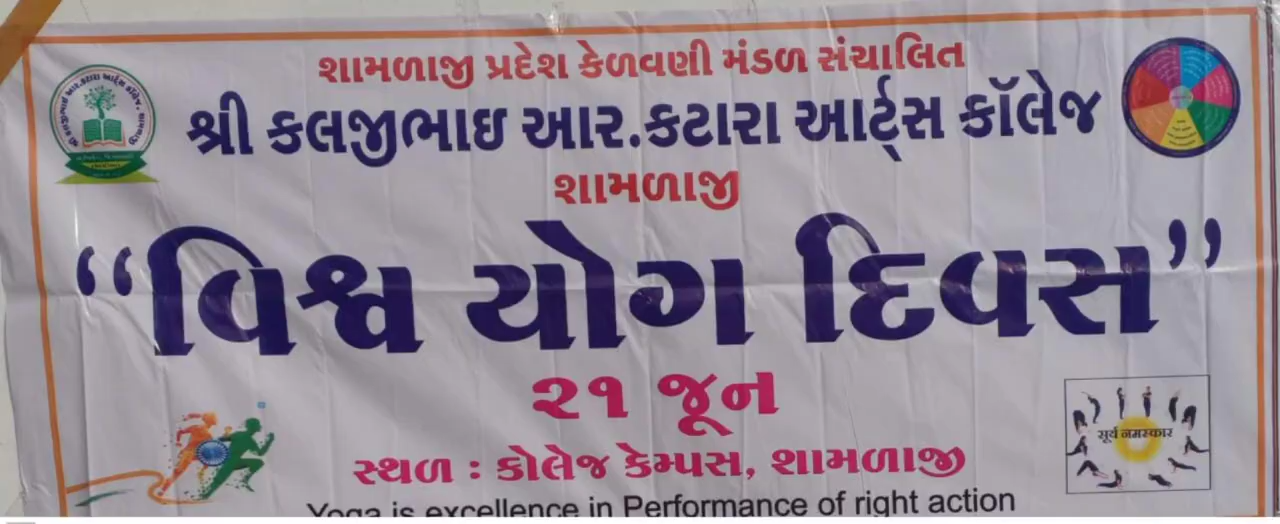 શામળાજી પ્રદેશ કેળવણી મંડળ સંચાલિત
શ્રી કલજીભાઇ આર.કટારા આર્ટ્સ કૉલેજ
શામળાજી
“વિશ્વ યોગ દિવસ”
૨૧ જૂન
सूर्य नमस्कार
સ્થળ : કોલેજ કેમ્પસ, શામળાજી
Yoga is excellence in Performance of right action